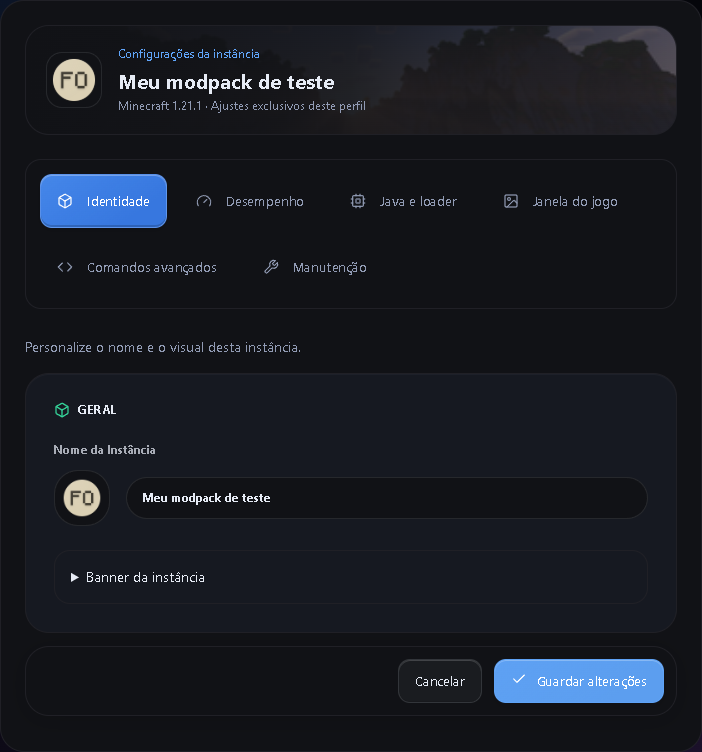 Configurações da instância
FO
Meu modpack de teste
Minecraft 1.21.1 · Ajustes exclusivos deste perfil
Identidade
Desempenho
Java e loader
Janela do jogo
Comandos avançados
Manutenção
Personalize o nome e o visual desta instância.
GERAL
Nome da Instância
FO
Meu modpack de teste
Banner da instância
Cancelar
Guardar alterações